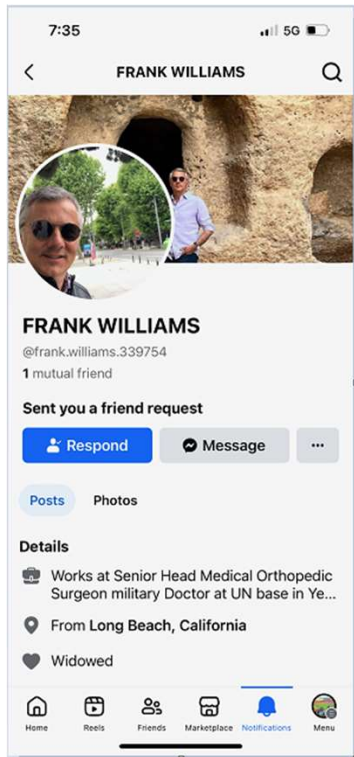 7:35
5G
FRANK WILLIAMS
FRANK WILLIAMS
@frank.williams.339754
1 mutual friend
Sent you a friend request
Respond
Message
Posts
Photos
Details
Works at Senior Head Medical Orthopedic
Surgeon military Doctor at UN base in Ye...
From Long Beach, California
Widowed
Home
Reels
Friends
Marketplace
Notifications
Menu